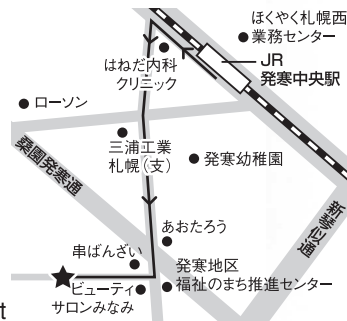 ほくやく札幌西
業務センター
JR
発寒中央駅
はねだ内科
クリニック
ローソン
三浦工業
札幌(支)
発寒幼稚園
桑園発寒通
新琴似通
あおたろう
串ばんざい
発寒地区
福祉のまち推進センター
ビューティ
サロンみなみ
t